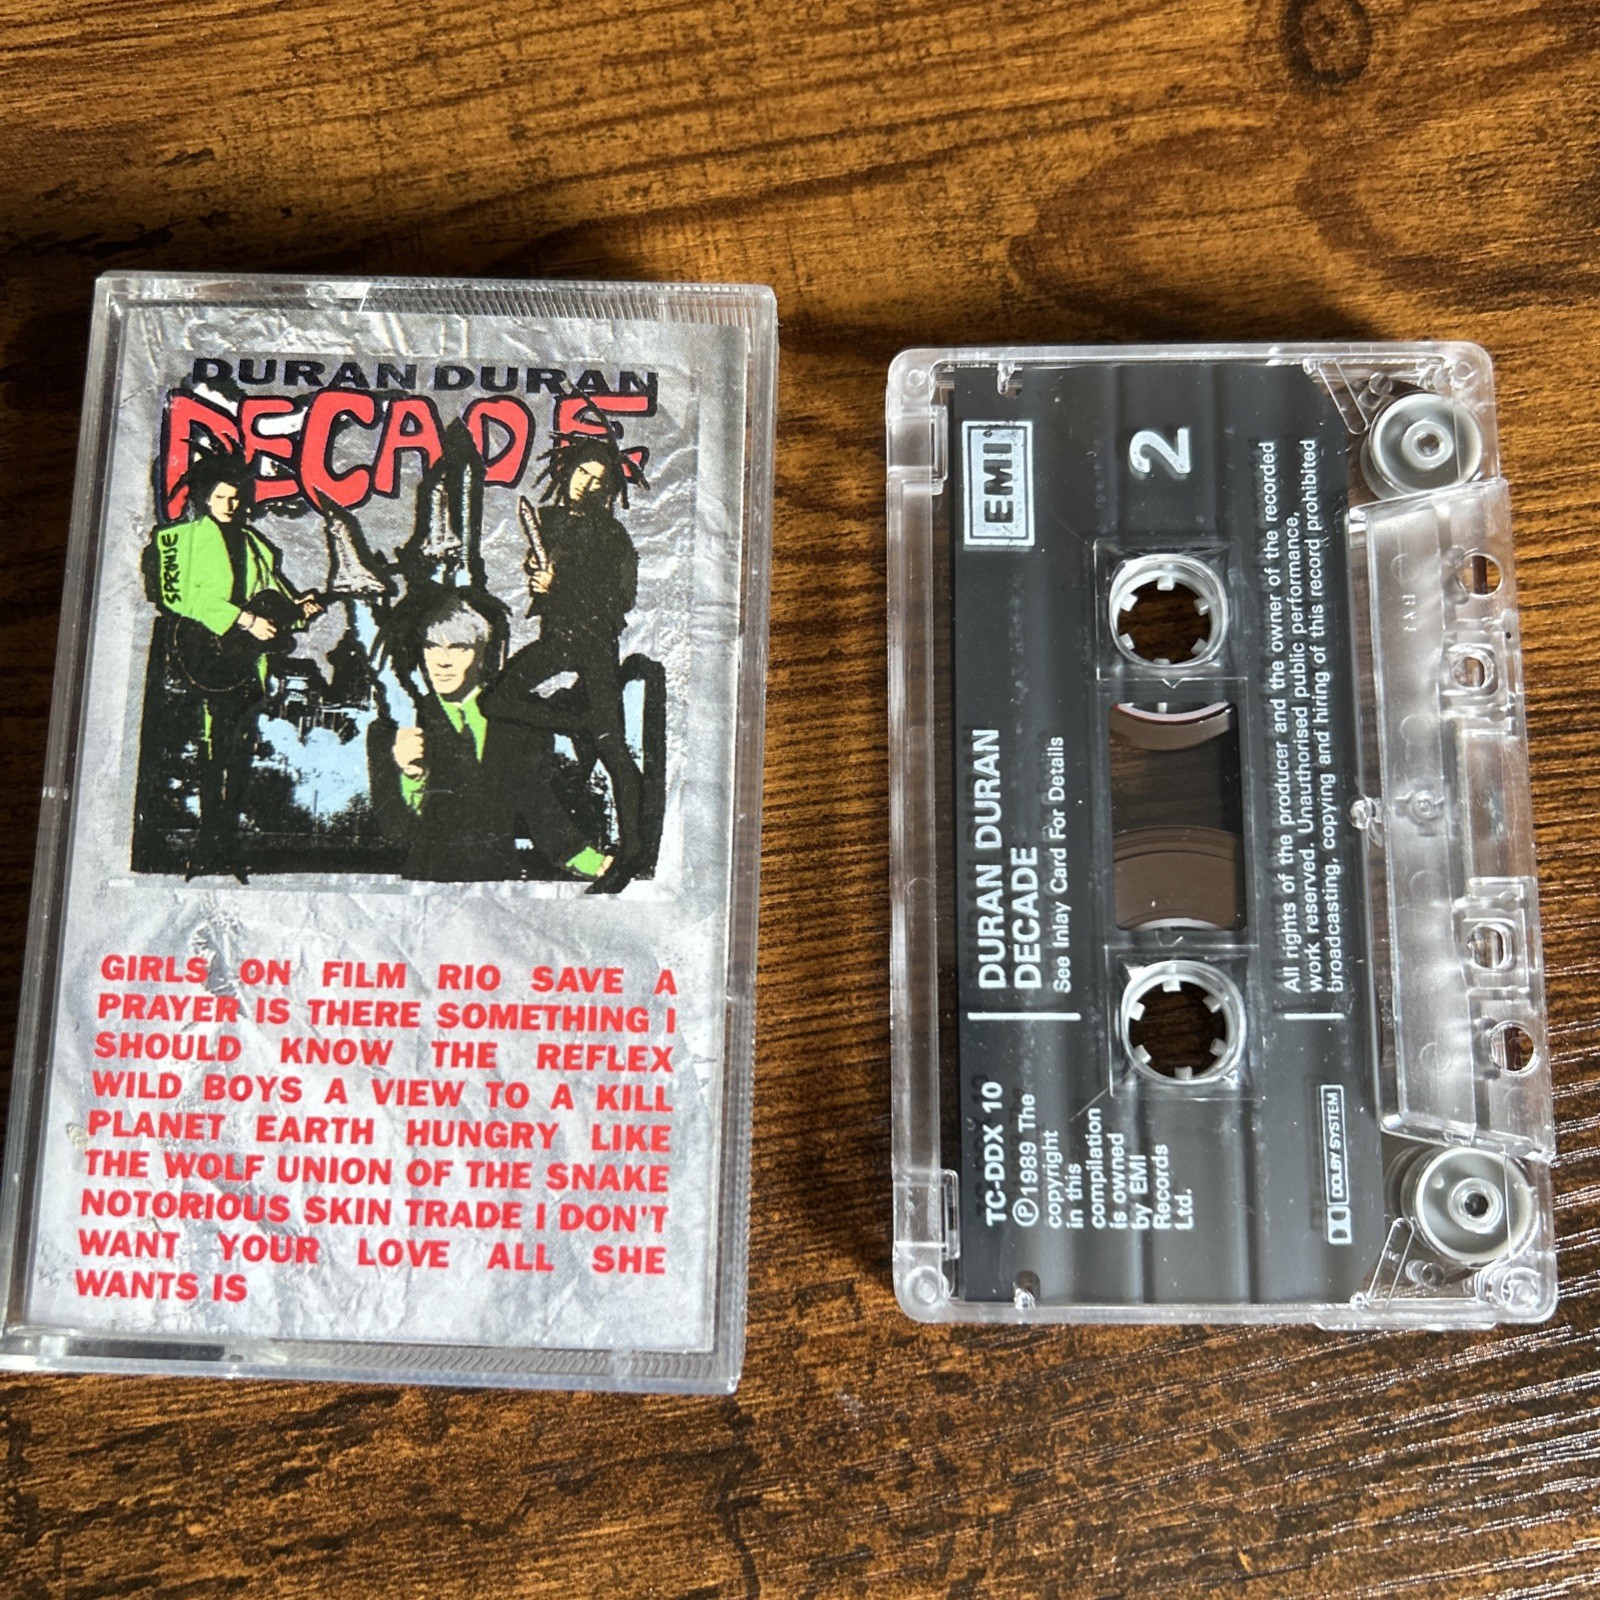 DURAN DURAN
DECADE
SPROUSE
GIRLS ON FILM RIO SAVE A
PRAYER IS THERE SOMETHING I
SHOULD KNOW THE REFLEX
WILD BOYS A VIEW TO A KILL
PLANET EARTH HUNGRY LIKE
THE WOLF UNION OF THE SNAKE
NOTORIOUS SKIN TRADE I DON'T
WANT YOUR LOVE ALL SHE
WANTS IS
EMI
2
DURAN DURAN
DECADE
See Inlay Card For Details
TC-DDX 10
℗1989 The
copyright
in this
compilation
is owned
by EMI
Records
Ltd.
All rights of the producer and the owner of the recorded
work reserved. Unauthorised public performance,
broadcasting, copying and hiring of this record prohibited
DOLBY SYSTEM